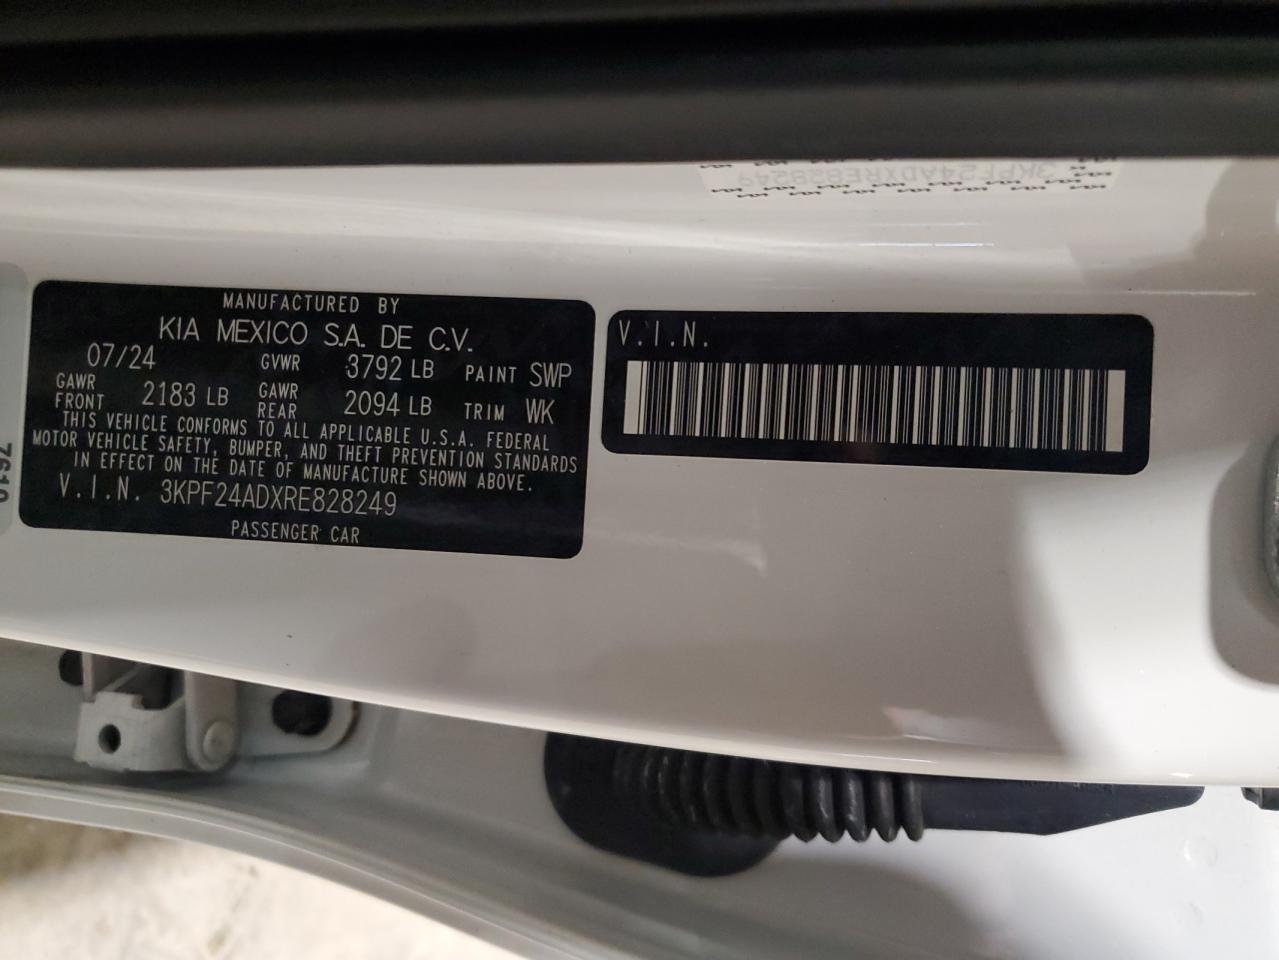 3KPF24ADXRE828249
MANUFACTURED BY
KIA MEXICO S.A. DE C.V.
07/24 GVWR 3792 LB PAINT SWP
GAWR FRONT 2183 LB GAWR REAR 2094 LB TRIM WK
THIS VEHICLE CONFORMS TO ALL APPLICABLE U.S.A. FEDERAL
MOTOR VEHICLE SAFETY, BUMPER, AND THEFT PREVENTION STANDARDS
IN EFFECT ON THE DATE OF MANUFACTURE SHOWN ABOVE.
V.I.N. 3KPF24ADXRE828249
PASSENGER CAR
V.I.N.